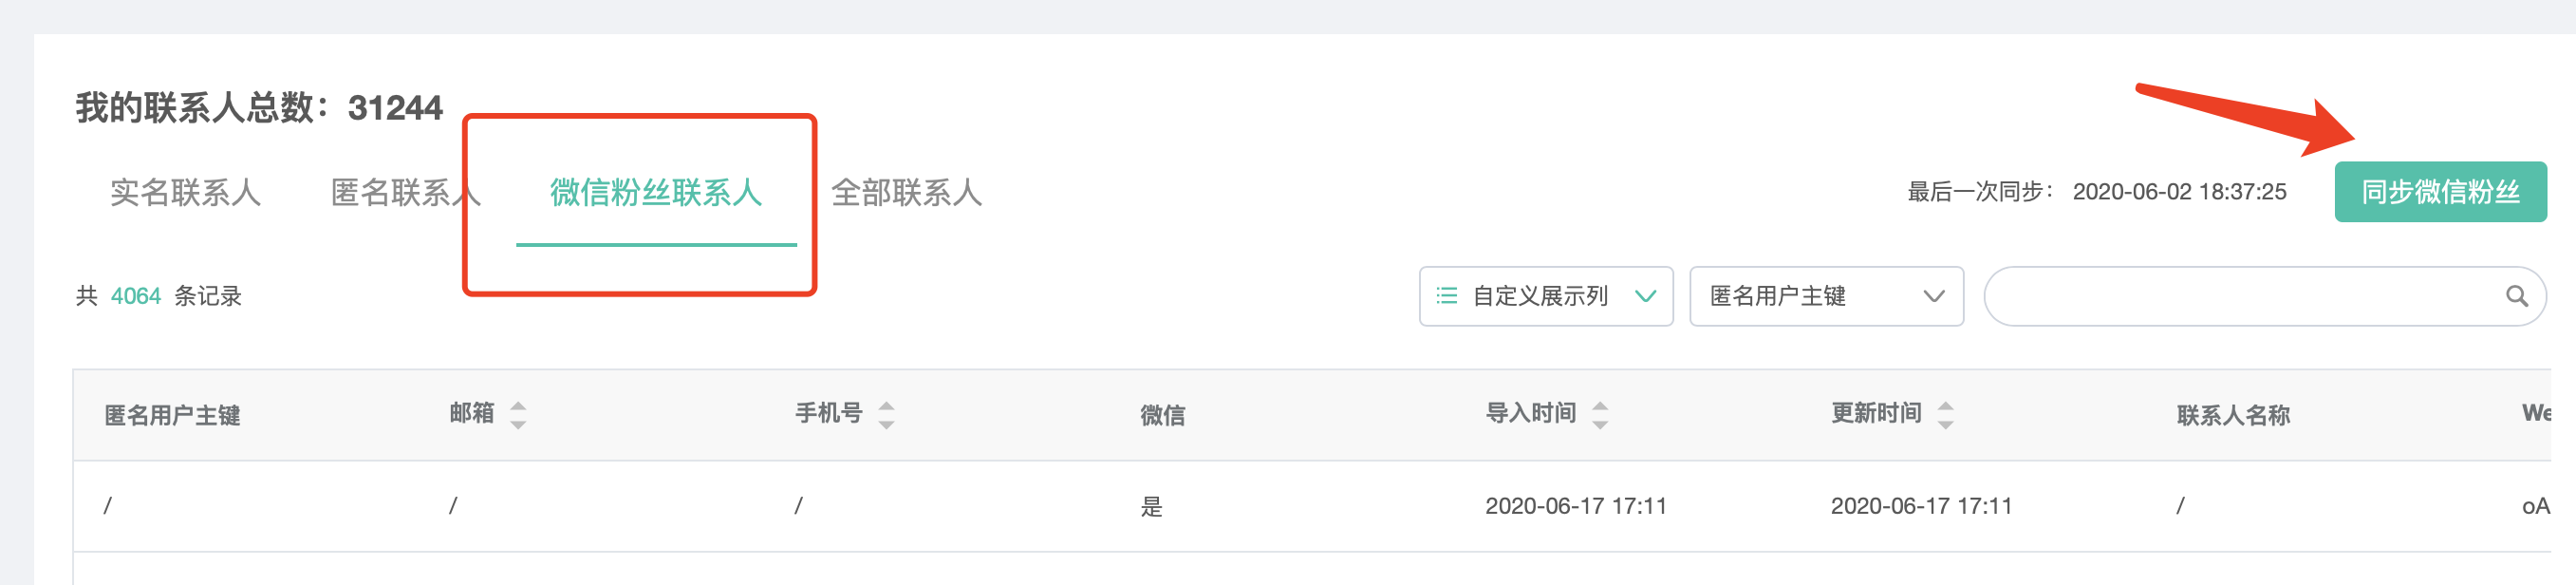 我的联系人总数：31244
实名联系人 匿名联系人 微信粉丝联系人 全部联系人 最后一次同步： 2020-06-02 18:37:25 同步微信粉丝
共 4064 条记录 自定义展示列 匿名用户主键
匿名用户主键 邮箱 手机号 微信 导入时间 更新时间 联系人名称 We
/ / / 是 2020-06-17 17:11 2020-06-17 17:11 / oA